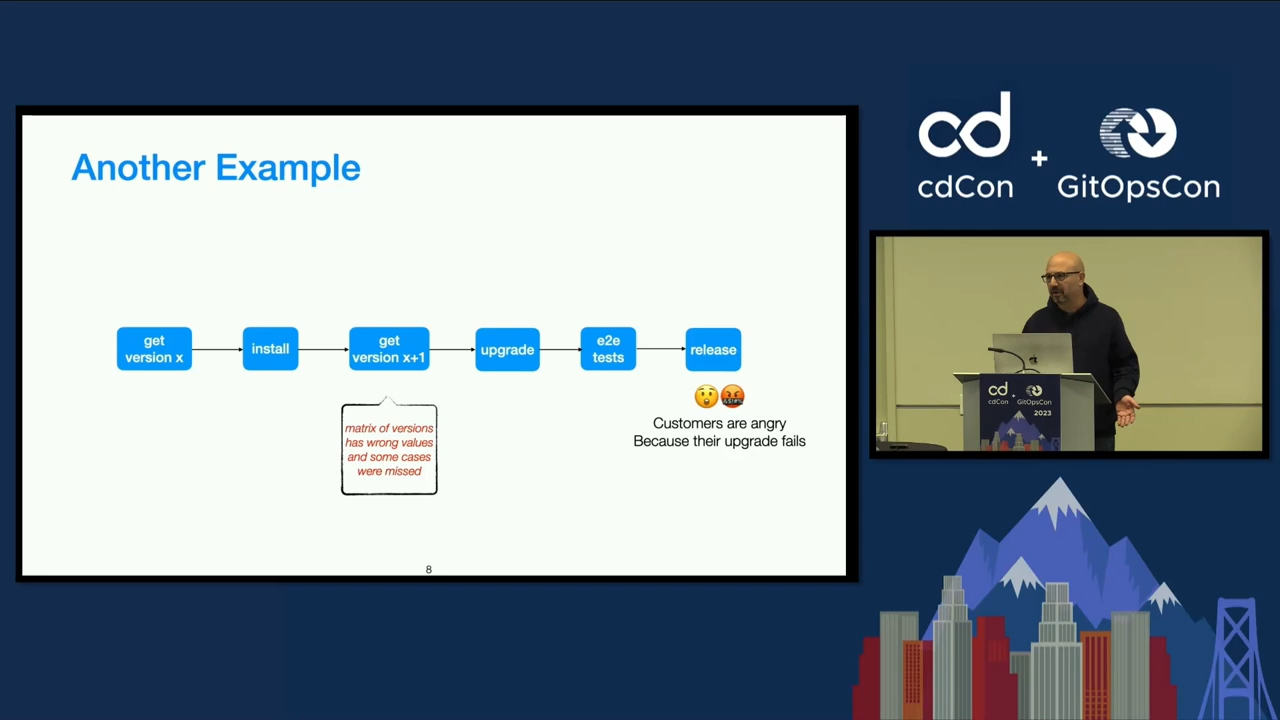 Another Example
get
version x
install
get
version x+1
upgrade
e2e
tests
release
matrix of versions
has wrong values
and some cases
were missed
Customers are angry
Because their upgrade fails
8
cd
cdCon
+
GitOpsCon
cd
cdCon
+
GitOpsCon
2023